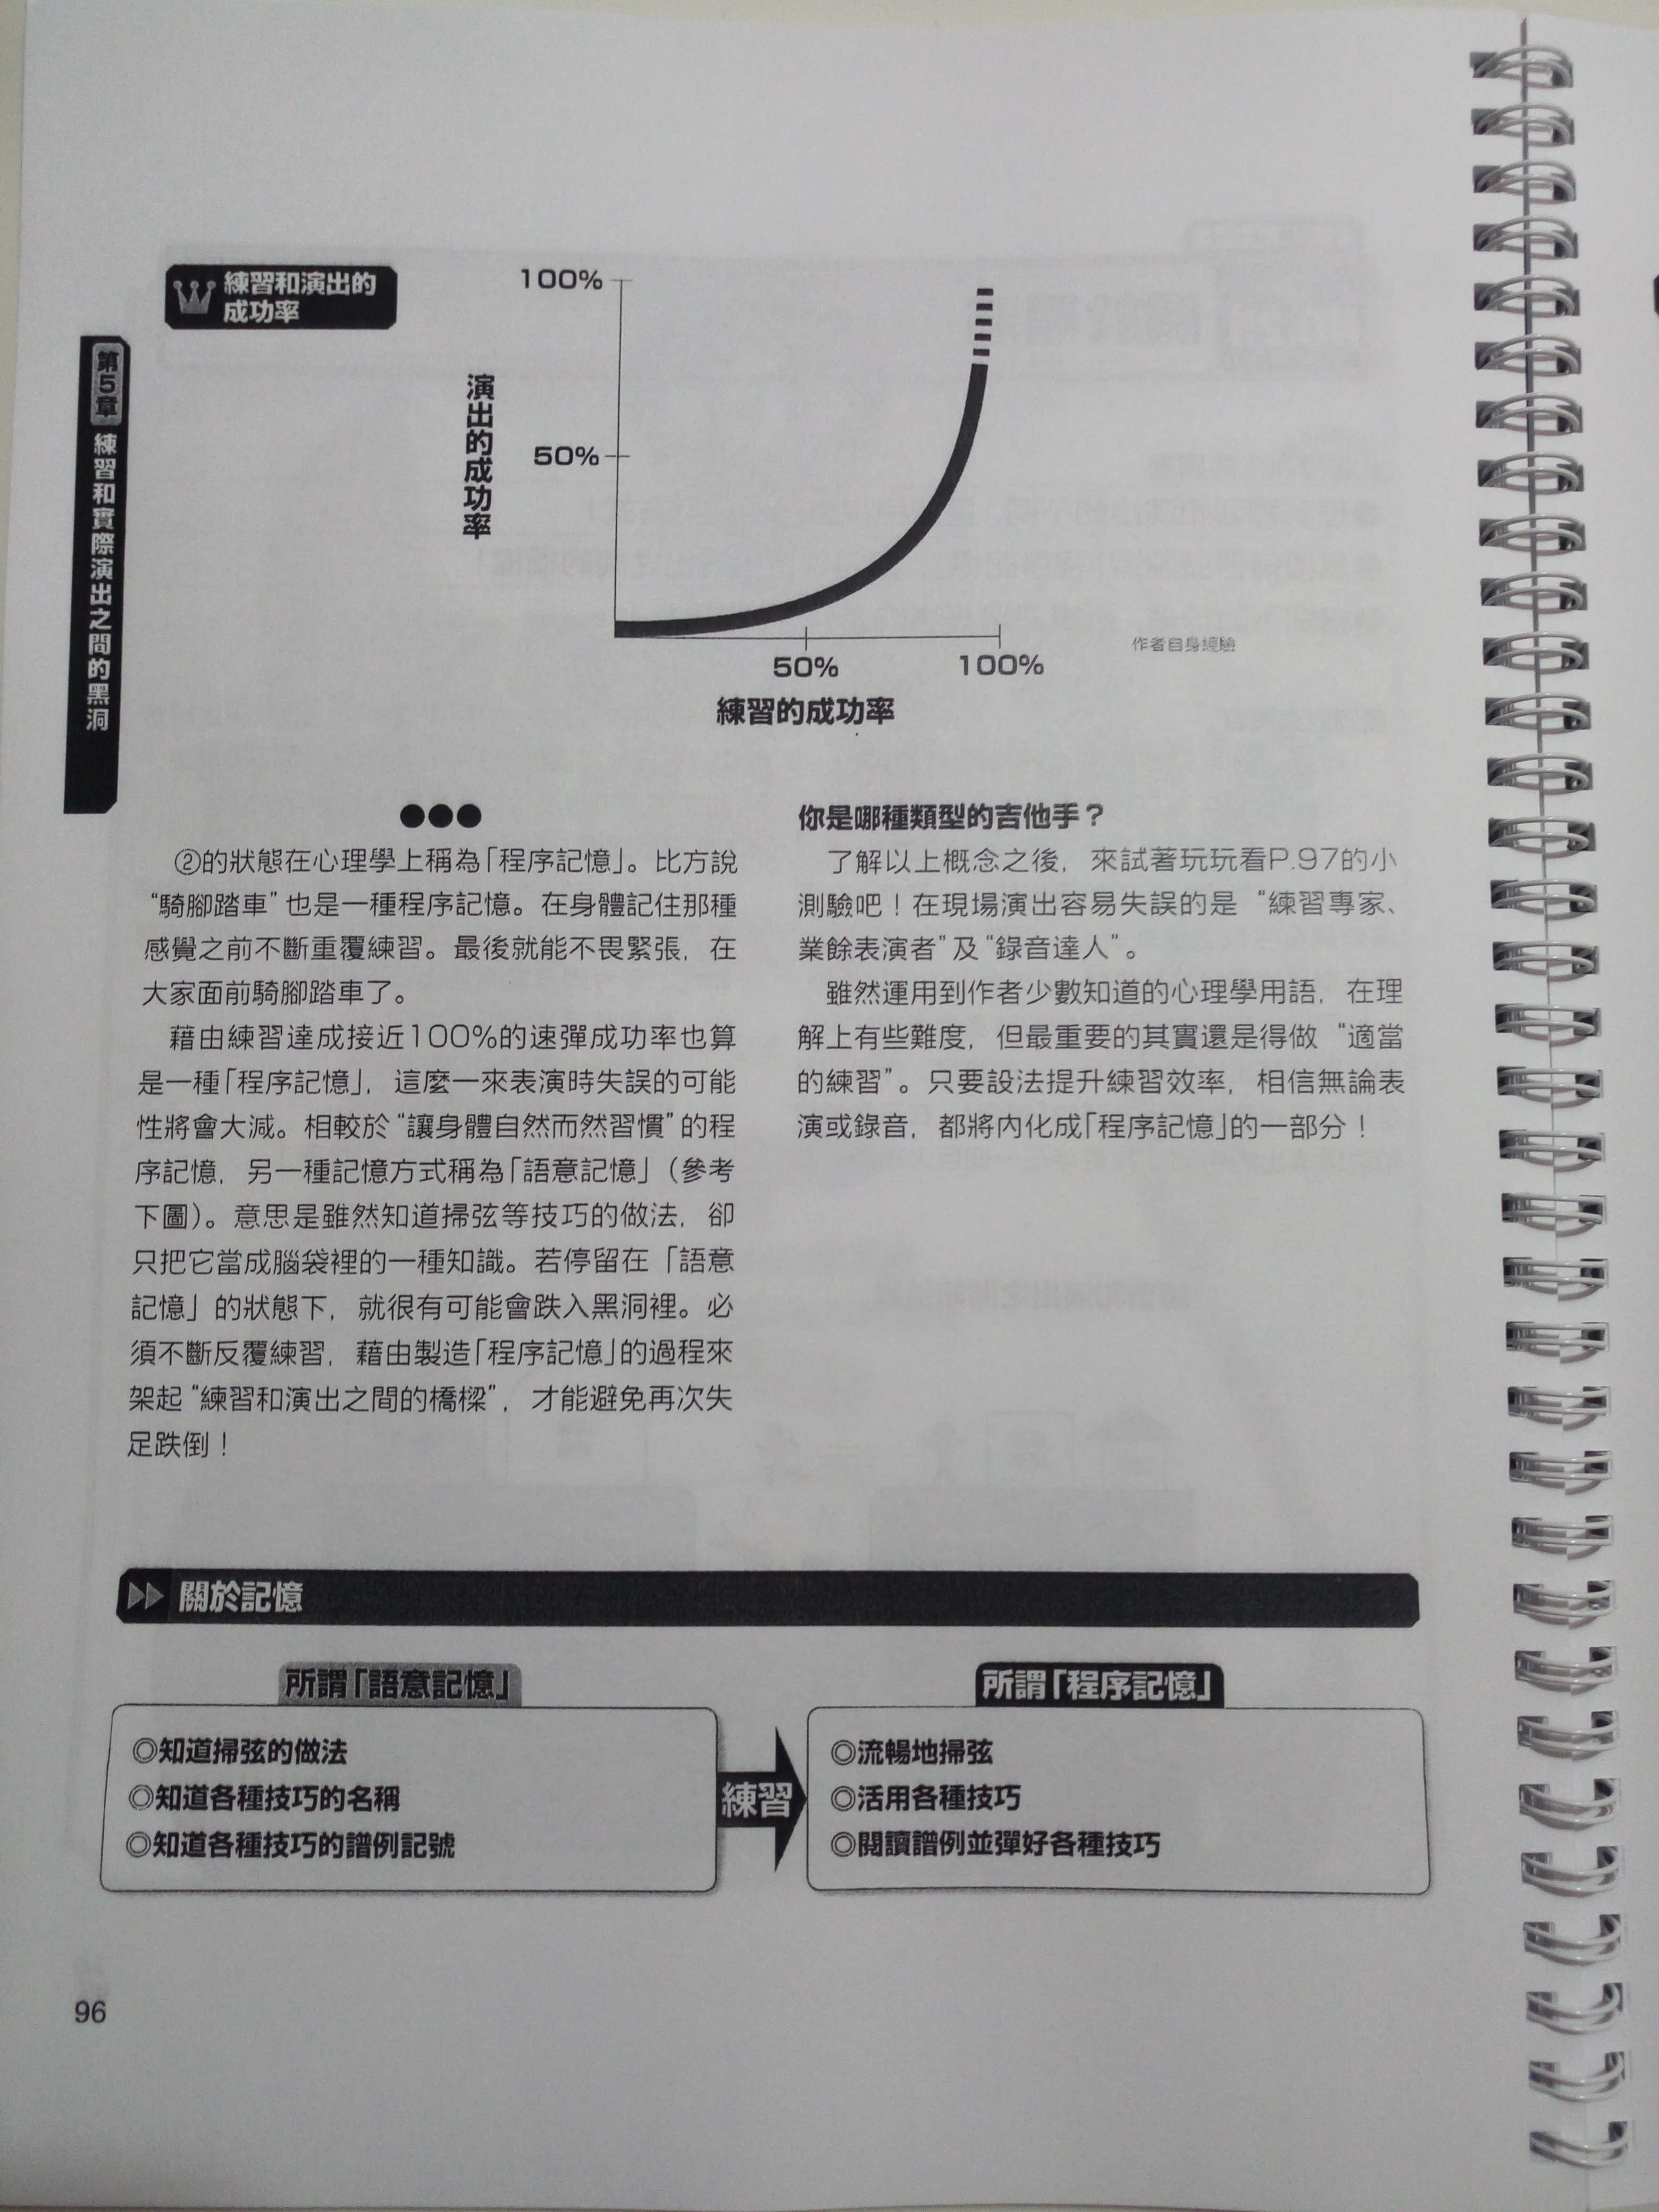 練習和演出的
成功率
第5章 練習和實際演出之間的黑洞
100%
50%
演出的成功率
50%
100%
練習的成功率
作者自身經驗
●●●
②的狀態在心理學上稱為「程序記憶」。比方說
“騎腳踏車”也是一種程序記憶。在身體記住那種
感覺之前不斷重覆練習。最後就能不畏緊張，在
大家面前騎腳踏車了。
藉由練習達成接近100%的速彈成功率也算
是一種「程序記憶」，這麼一來表演時失誤的可能
性將會大減。相較於“讓身體自然而然習慣”的程
序記憶，另一種記憶方式稱為「語意記憶」（參考
下圖）。意思是雖然知道掃弦等技巧的做法，卻
只把它當成腦袋裡的一種知識。若停留在「語意
記憶」的狀態下，就很有可能會跌入黑洞裡。必
須不斷反覆練習，藉由製造「程序記憶」的過程來
架起“練習和演出之間的橋樑”，才能避免再次失
足跌倒！
你是哪種類型的吉他手？
了解以上概念之後，來試著玩玩看P.97的小
測驗吧！在現場演出容易失誤的是“練習專家、
業餘表演者”及“錄音達人”。
雖然運用到作者少數知道的心理學用語，在理
解上有些難度，但最重要的其實還是得做“適當
的練習”。只要設法提升練習效率，相信無論表
演或錄音，都將內化成「程序記憶」的一部分！
關於記憶
所謂「語意記憶」
◎知道掃弦的做法
◎知道各種技巧的名稱
◎知道各種技巧的譜例記號
練習
所謂「程序記憶」
◎流暢地掃弦
◎活用各種技巧
◎閱讀譜例並彈好各種技巧
96